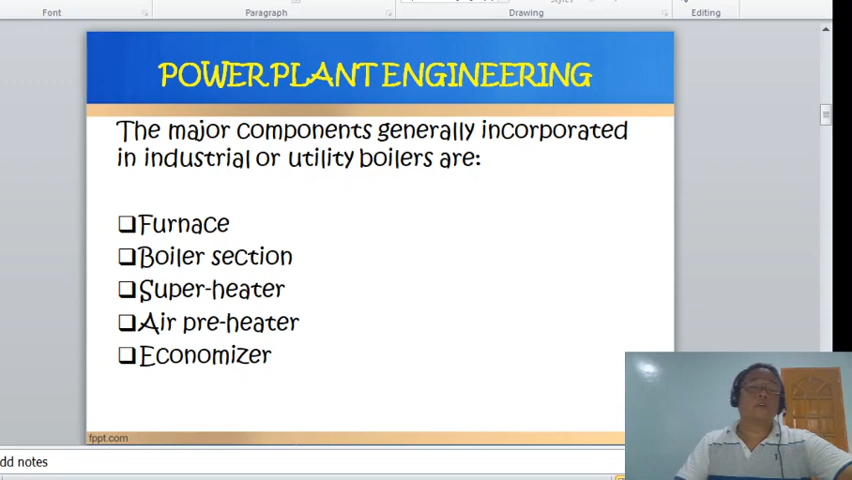 Font
Paragraph
Drawing
Editing
POWER PLANT ENGINEERING
The major components generally incorporated
in industrial or utility boilers are:
Furnace
Boiler section
Super-heater
Air pre-heater
Economizer
fppt.com
dd notes